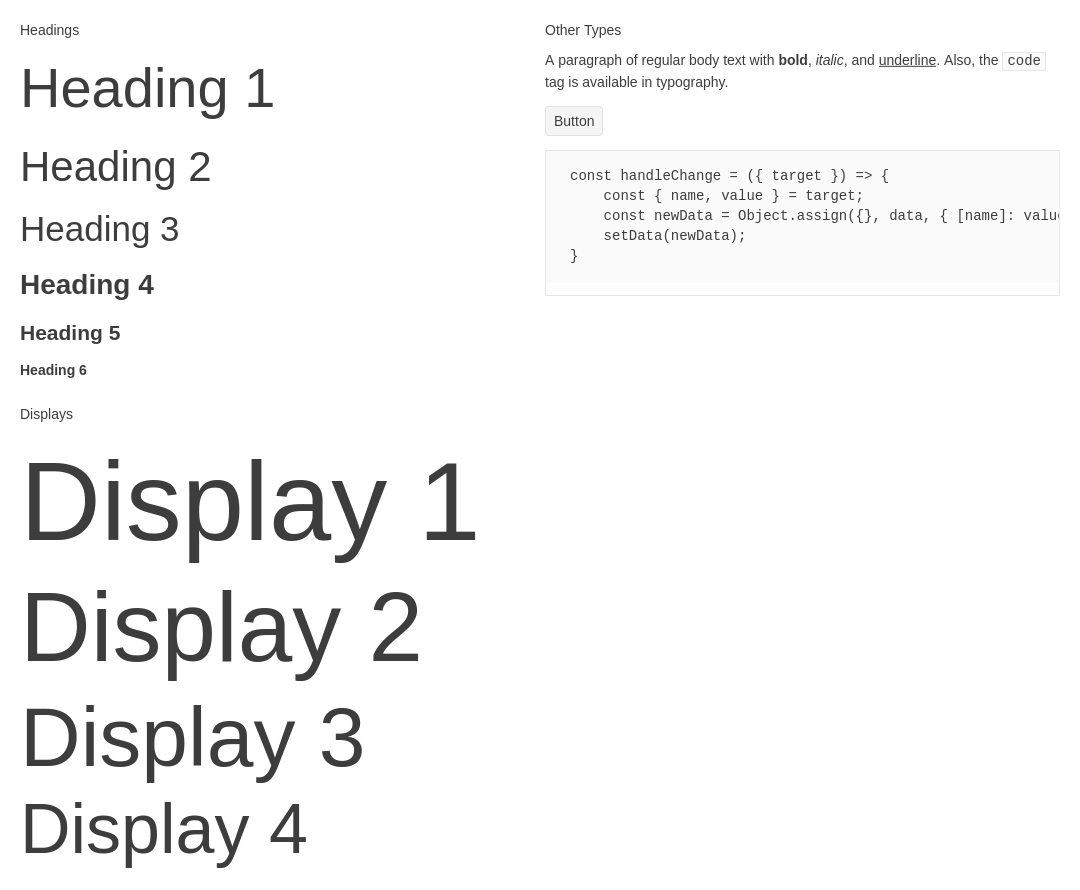 Headings
Heading 1
Heading 2
Heading 3
Heading 4
Heading 5
Heading 6
Displays
Display 1
Display 2
Display 3
Display 4
Other Types
A paragraph of regular body text with bold, italic, and underline. Also, the code
tag is available in typography.
Button
const handleChange = ({ target }) => {
    const { name, value } = target;
    const newData = Object.assign({}, data, { [name]: value
    setData(newData);
}